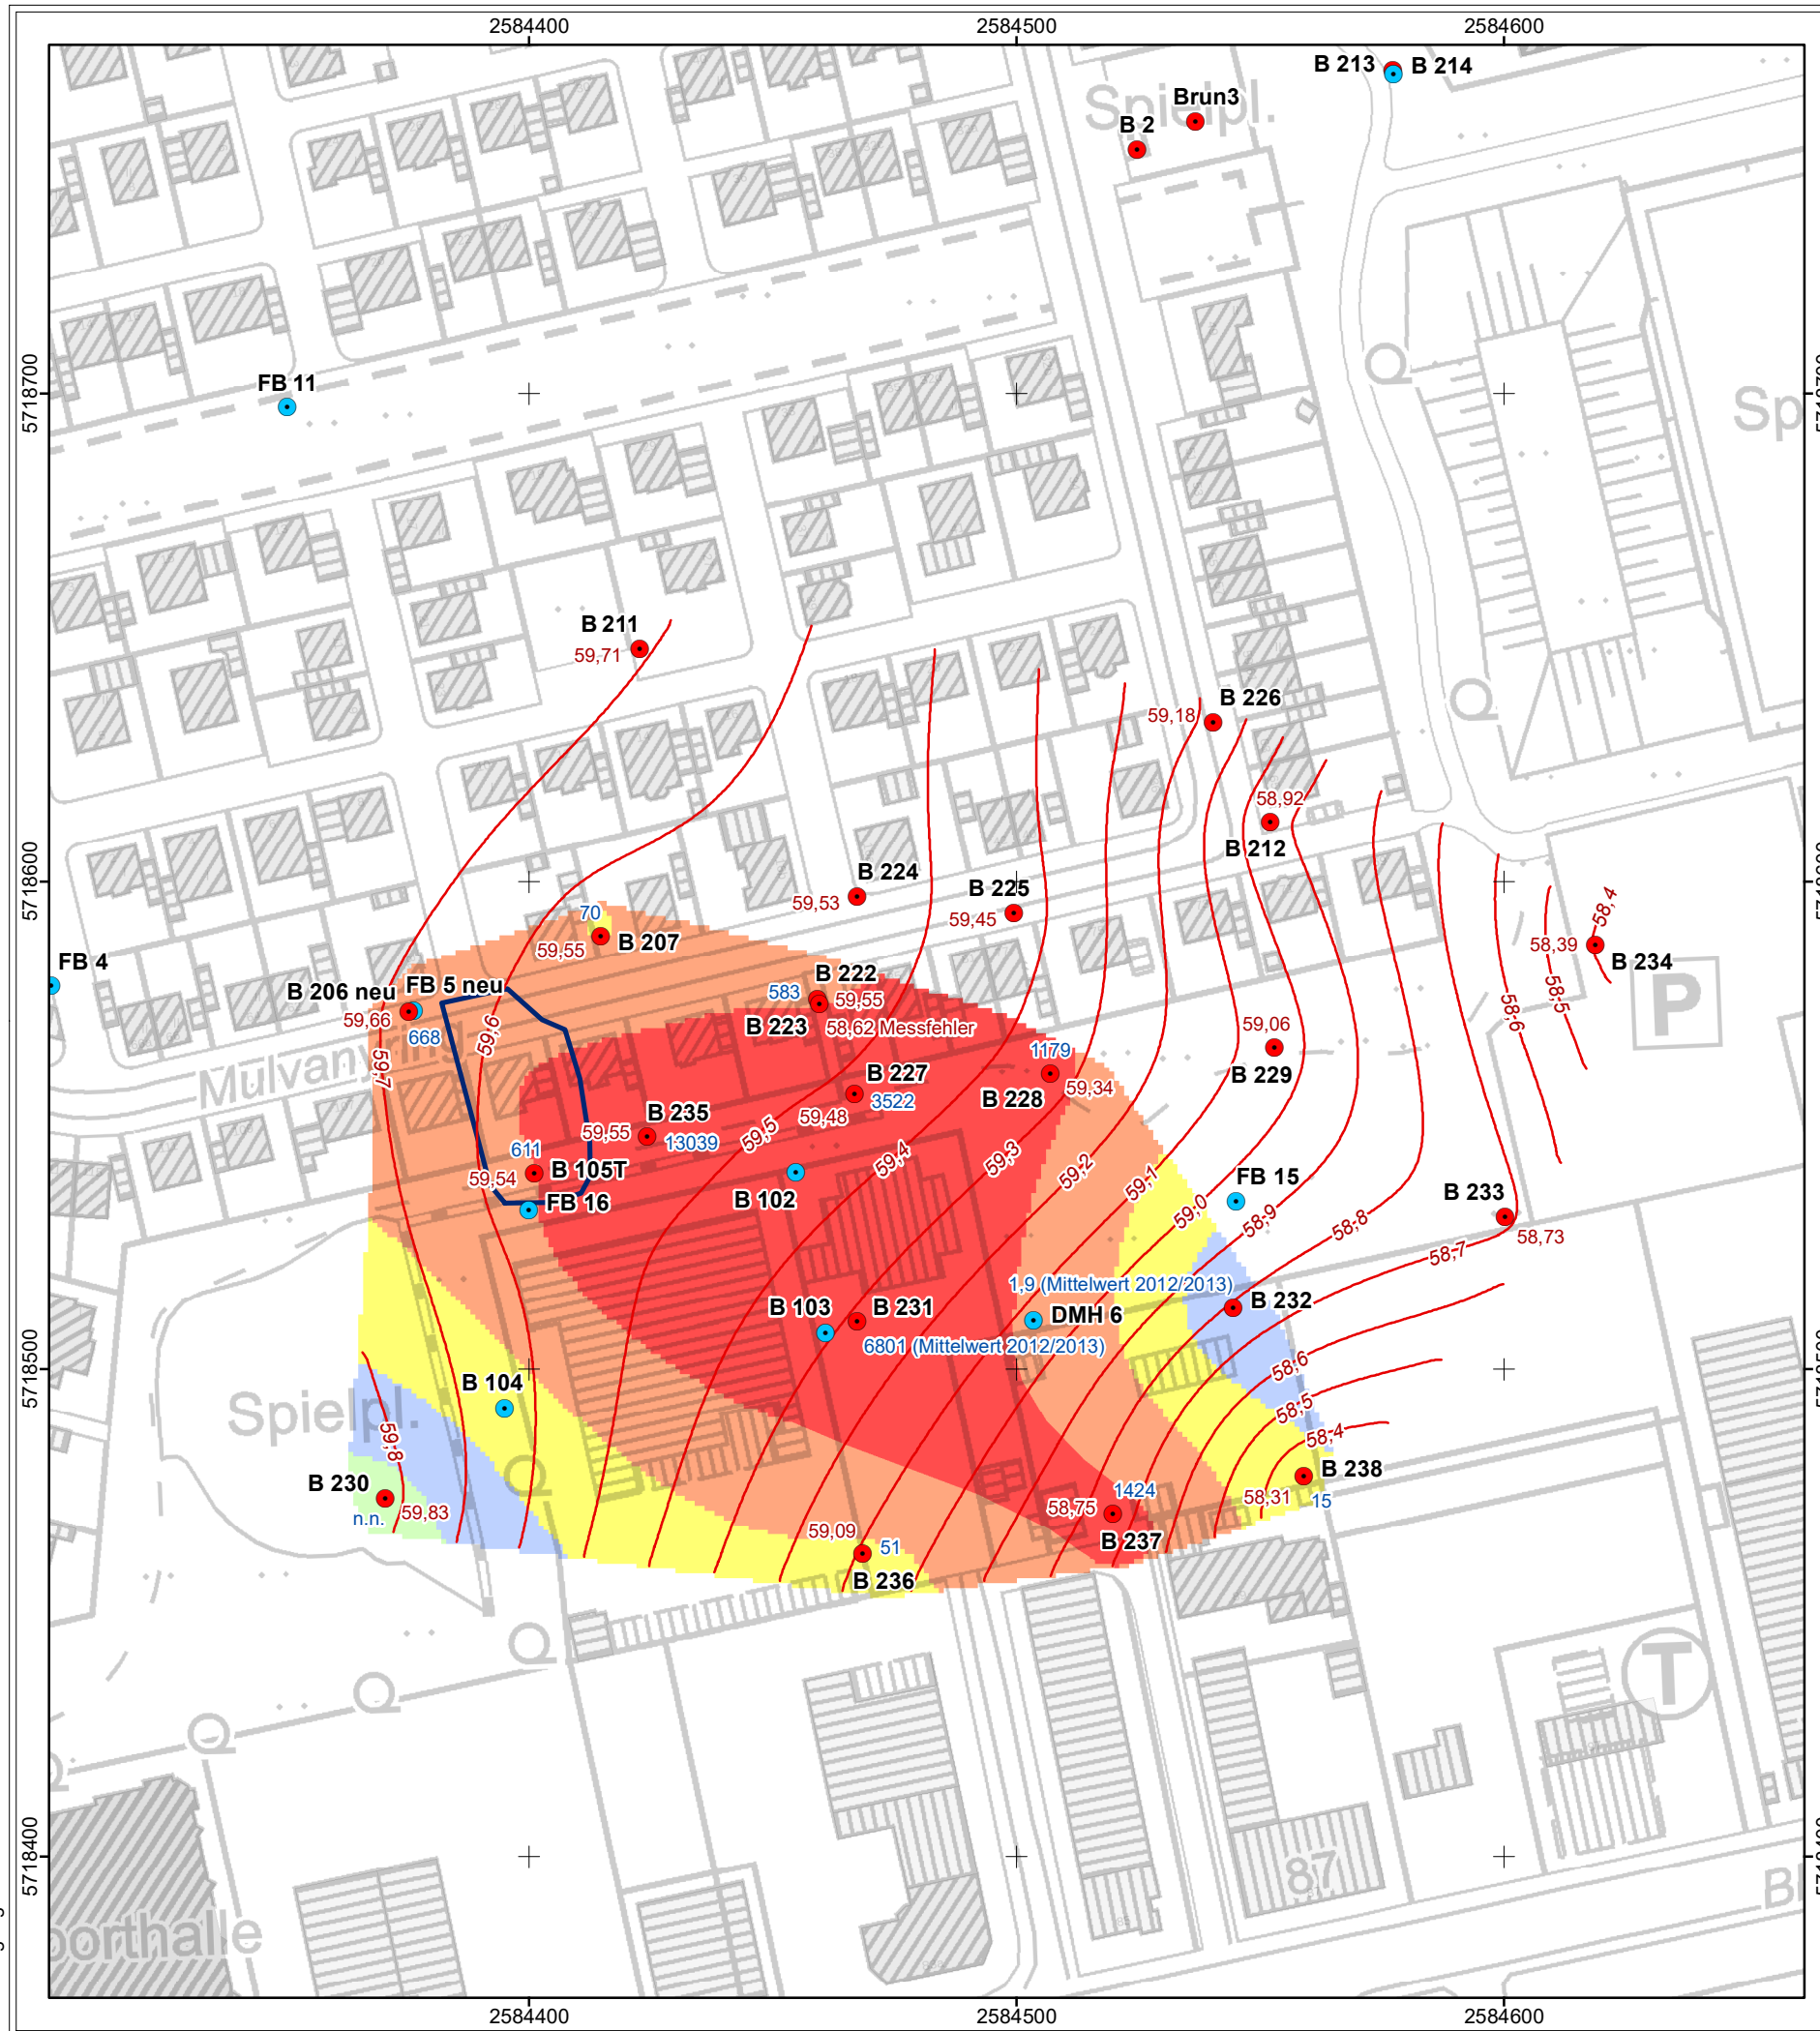 2584400
2584500
2584600
B 213
B 214
Spielpl.
Brun3
B 2
5718700
FB 11
Sp
B 211
59,71
B 226
59,18
58,92
B 212
5718600
B 224
59,53
B 225
59,45
58,4
58,39
B 234
58,5
58,6
P
70
59,55
B 207
FB 4
B 206 neu
FB 5 neu
59,66
668
59,7
59,6
Mulvanyring
B 222
583
59,55
B 223
58,62 Messfehler
59,06
B 229
1179
B 228
59,34
B 227
59,48
3522
B 235
59,55
13039
611
B 105T
59,54
FB 16
59,5
59,4
59,3
59,2
59,1
59,0
58,9
58,8
58,7
B 102
FB 15
B 233
58,73
1,9 (Mittelwert 2012/2013)
B 232
B 103
B 231
DMH 6
6801 (Mittelwert 2012/2013)
5718500
58,6
58,5
58,4
B 104
Spielpl.
59,8
B 230
59,83
n.n.
B 238
58,31
15
1424
58,75
B 237
59,09
51
B 236
T
87
5718400
porthalle
2584400
2584500
2584600